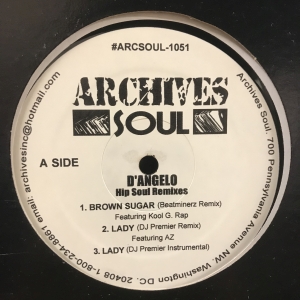 #ARCSOUL-1051
ARCHIVES
SOUL
A SIDE
D'ANGELO
Hip Soul Remixes
1. BROWN SUGAR (Beatminerz Remix)
Featuring Kool G. Rap
2. LADY (DJ Premier Remix)
Featuring AZ
3. LADY (DJ Premier Instrumental)
Archives Soul. 700 Pennsylvania Avenue NW. Washington DC. 20408 1-800-234-8861 email: archivesinc@hotmail.com